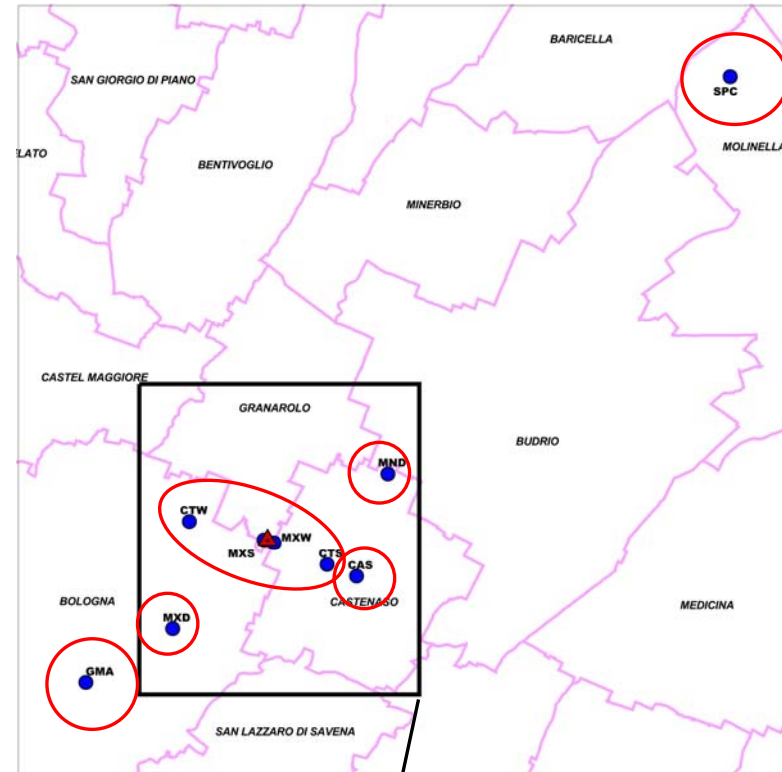 BARICELLA
SAN GIORGIO DI PIANO
SPC
MOLINELLA
ELATO
BENTIVOGLIO
MINERBIO
CASTEL MAGGIORE
GRANAROLO
BUDRIO
MND
CTW
MXS
MXW
CTS
CAS
BOLOGNA
CASTENASO
MEDICINA
MXD
GMA
SAN LAZZARO DI SAVENA